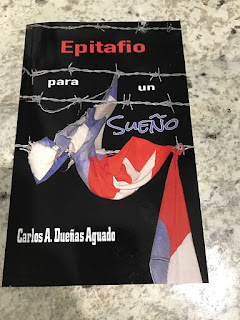 Epitafio
para un
SUEÑO
Carlos A. Dueñas Aguado